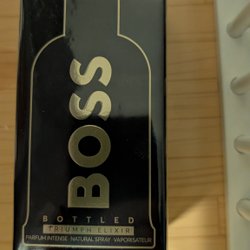 BOSS
BOTTLED
TRIUMPH ELIXIR
PARFUM INTENSE NATURAL SPRAY VAPORISATEUR